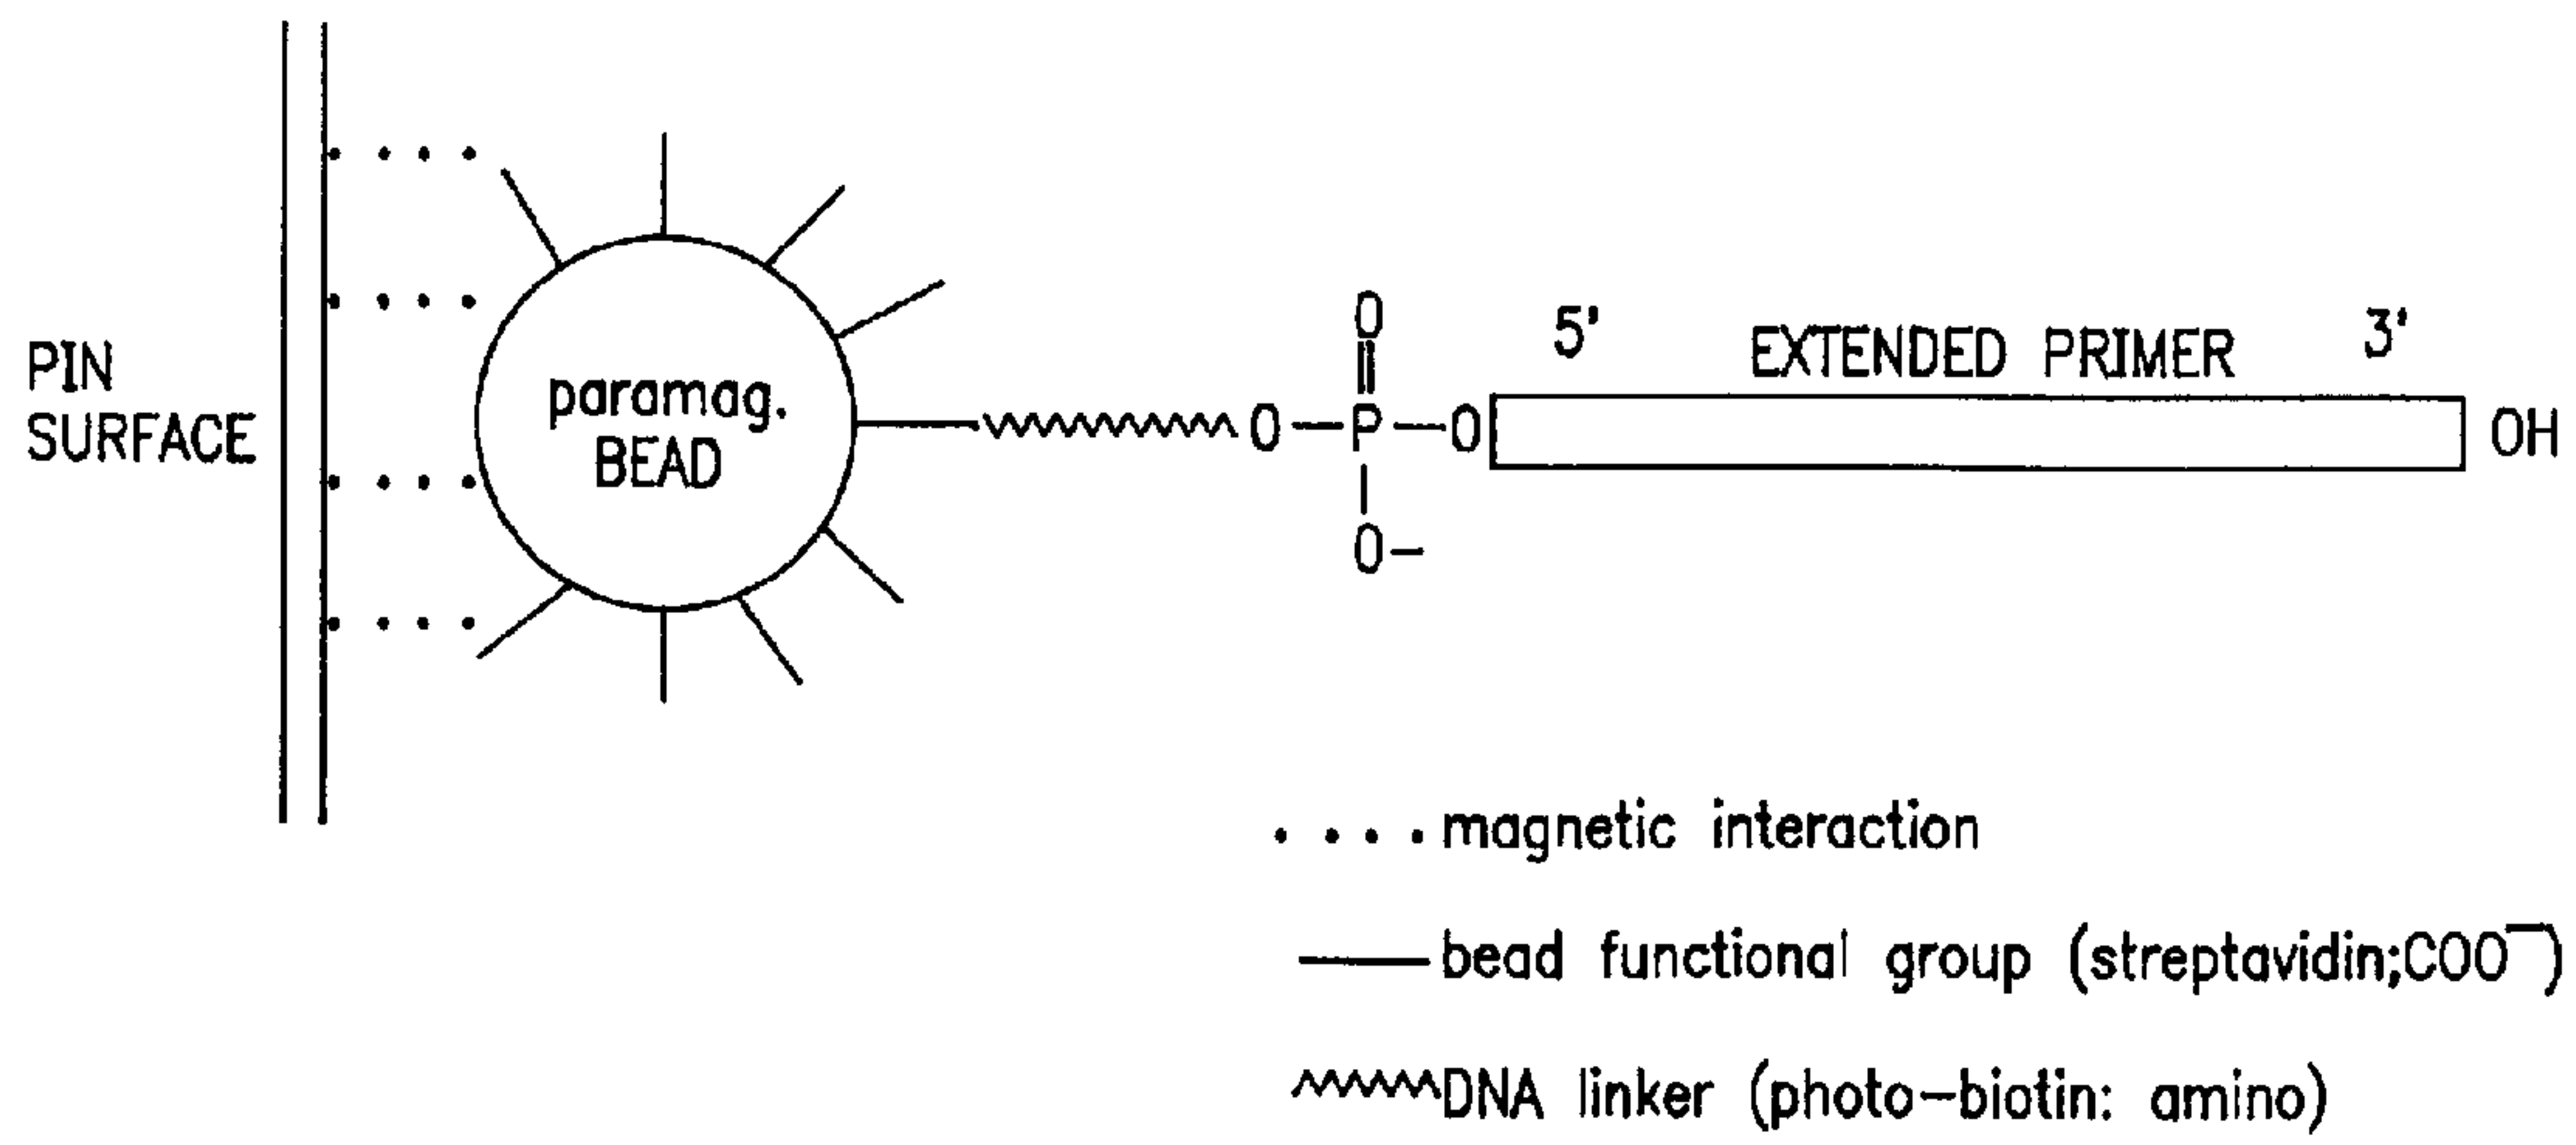 PIN
SURFACE
paramag.
BEAD
O
O–P–O
O–
5'
EXTENDED PRIMER
3'
OH
....magnetic interaction
—bead functional group (streptavidin;COO‾)
DNA linker (photo-biotin: amino)